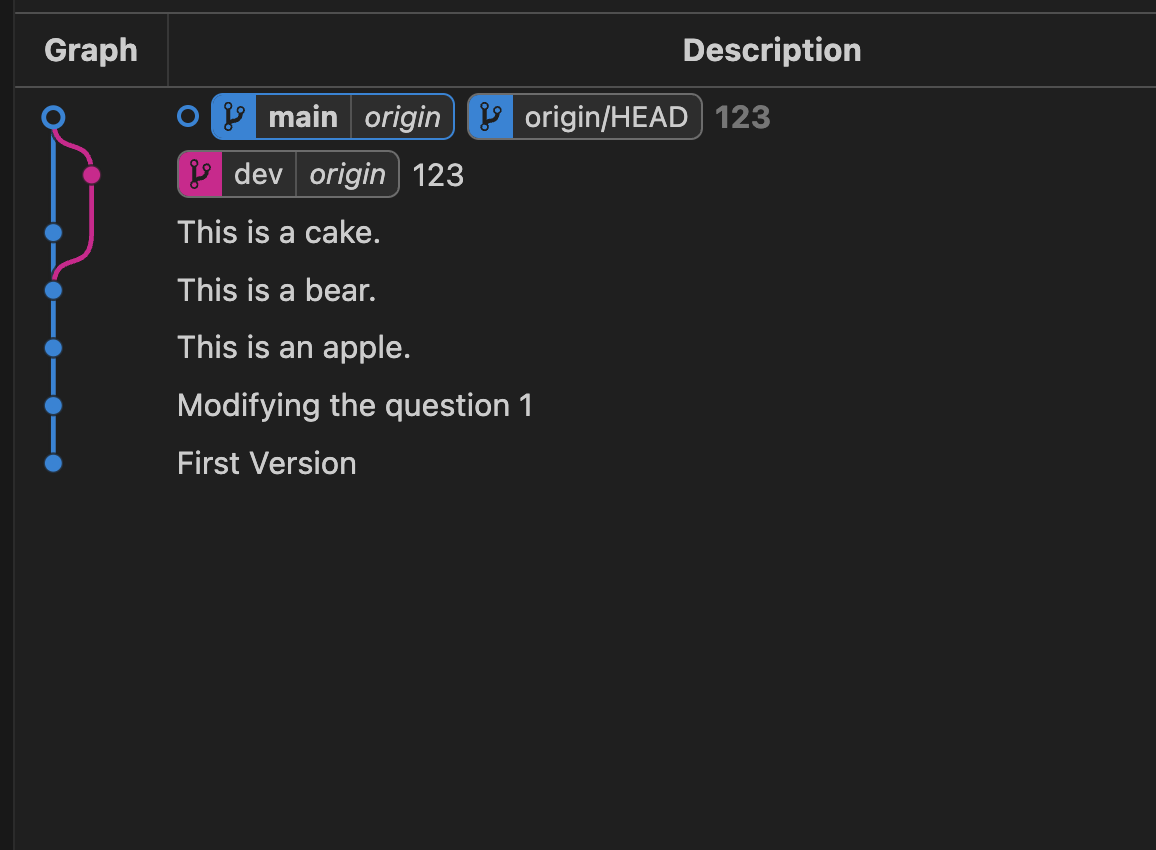 Graph Description
main origin origin/HEAD 123
dev origin 123
This is a cake.
This is a bear.
This is an apple.
Modifying the question 1
First Version